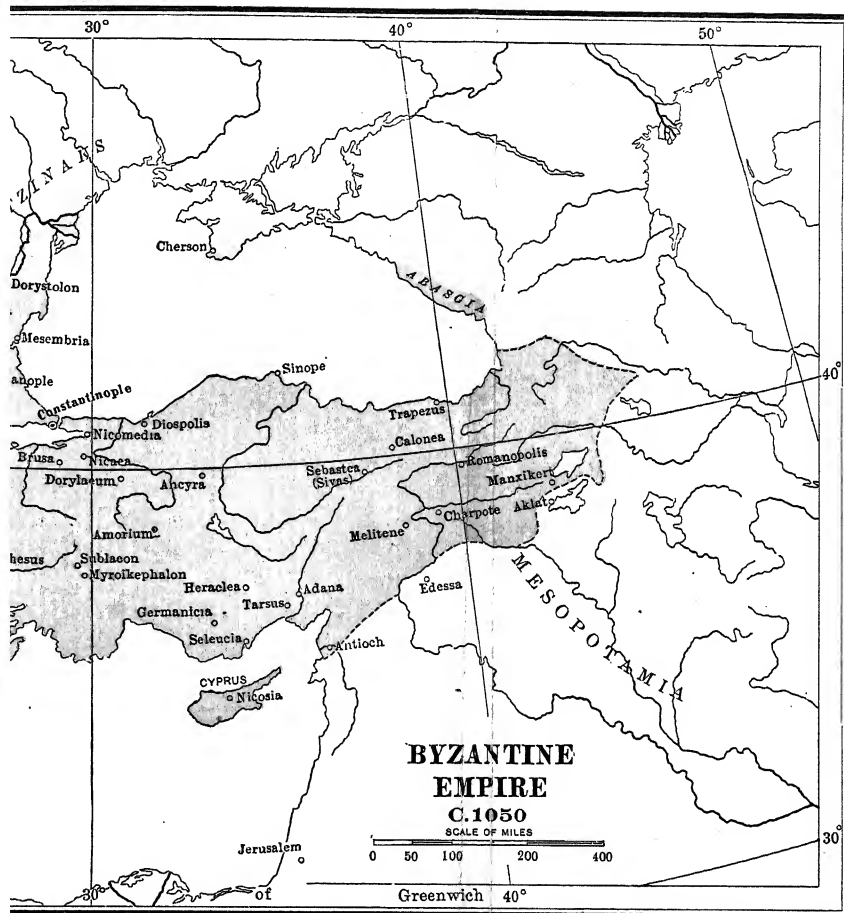 30°
40°
50°
ZINANS
Cherson
Dorystolon
ABASGIA
Mesembria
anople
Sinope
40°
Constantinople
Diospolis
Trapezus
Nicomedia
Calonea
Brusa
Nicaea
Sebastea
(Sivas)
Romanopolis
Dorylaeum
Ancyra
Manzikert
Charpote
Aklat
Amorium
Melitene
hesus
Sublaeon
Myroikephalon
Heraclea
Adana
Edessa
MESOPOTAMIA
Germanicia
Tarsus
Seleucia
Antioch
CYPRUS
Nicosia
BYZANTINE
EMPIRE
C.1050
SCALE OF MILES
0 50 100 200 400
Jerusalem
30°
30°
of
Greenwich
40°